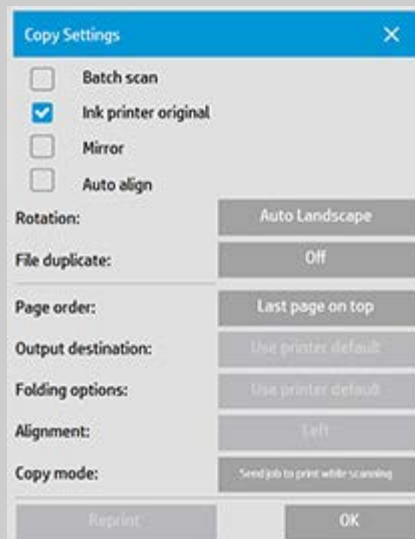 Copy Settings
Batch scan
Ink printer original
Mirror
Auto align
Rotation: Auto Landscape
File duplicate: Off
Page order: Last page on top
Output destination: Use printer default
Folding options: Use printer default
Alignment: Left
Copy mode: Send job to print while scanning
Reprint OK